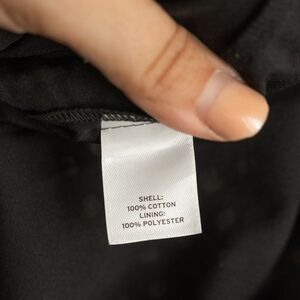 SHELL:
100% COTTON
LINING:
100% POLYESTER